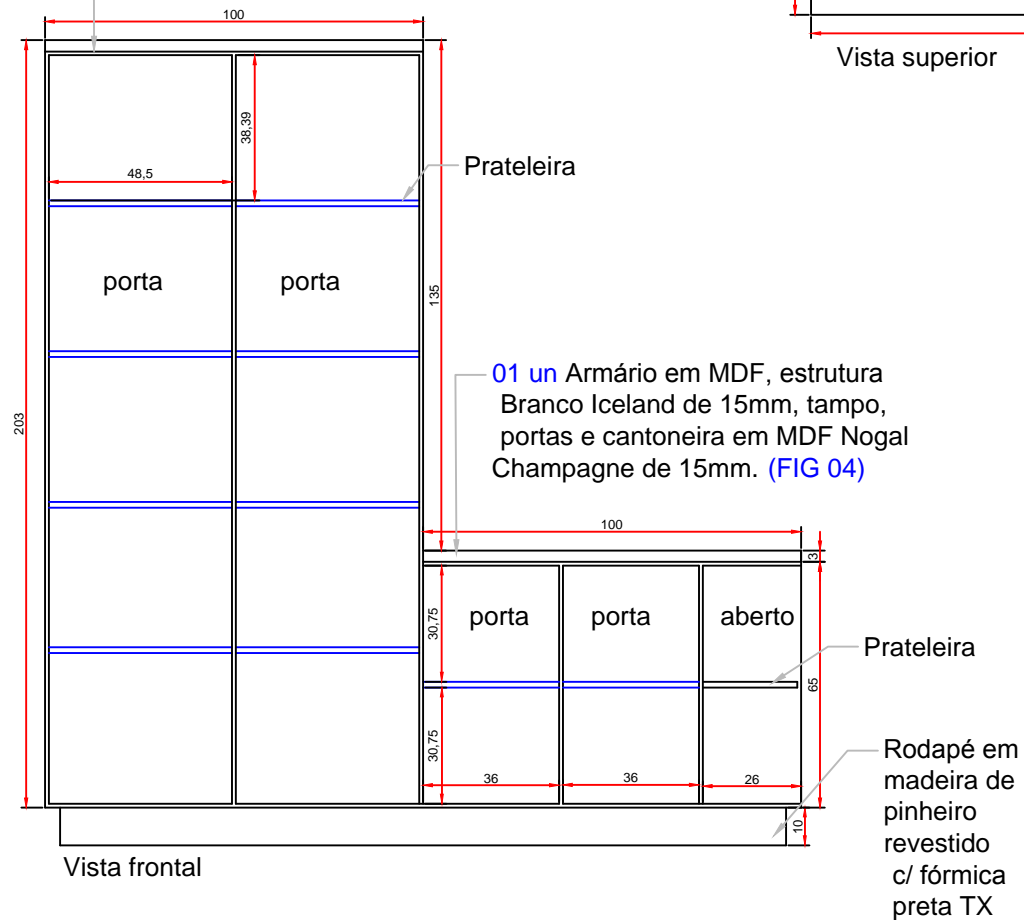 100
Vista superior
38,39
Prateleira
48,5
porta
porta
135
203
01 un Armário em MDF, estrutura
Branco Iceland de 15mm, tampo,
portas e cantoneira em MDF Nogal
Champagne de 15mm. (FIG 04)
100
3
30,75
porta
porta
aberto
Prateleira
65
30,75
36
36
26
10
Rodapé em
madeira de
pinheiro
revestido
c/ fórmica
preta TX
Vista frontal